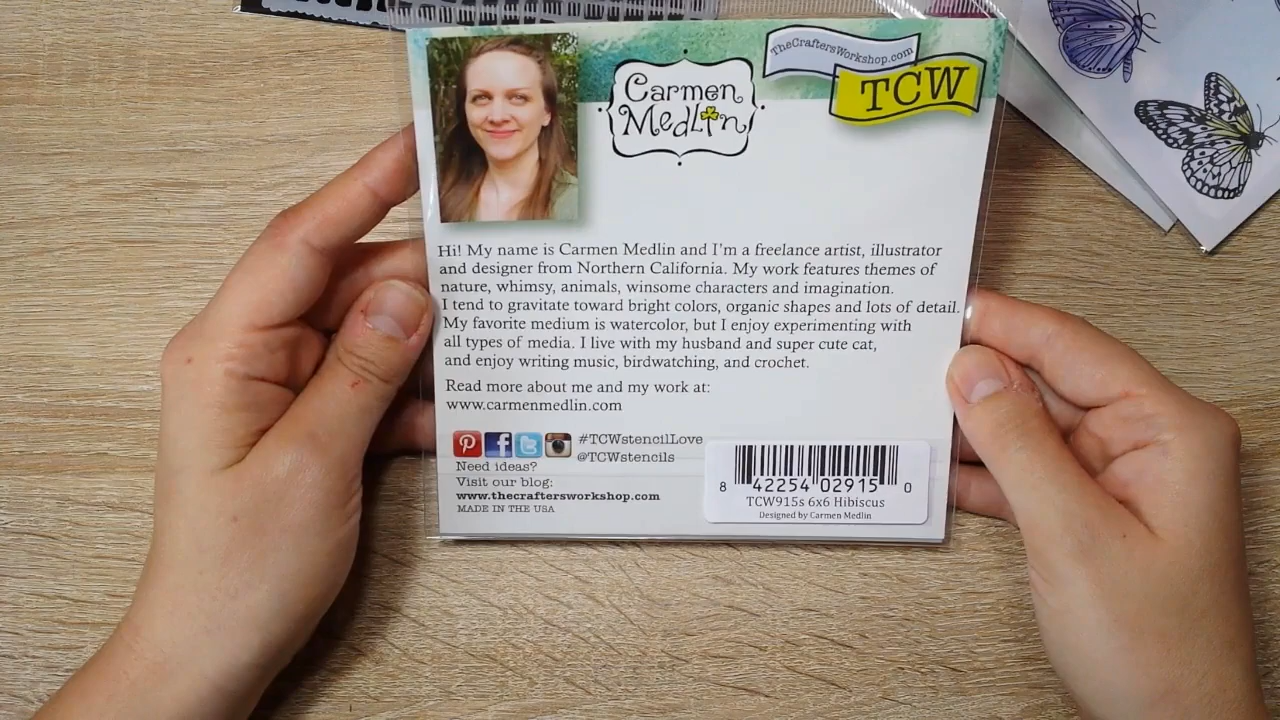 TheCraftersWorkshop.com
TCW
Carmen
Medlin
Hi! My name is Carmen Medlin and I'm a freelance artist, illustrator
and designer from Northern California. My work features themes of
nature, whimsy, animals, winsome characters and imagination.
I tend to gravitate toward bright colors, organic shapes and lots of detail.
My favorite medium is watercolor, but I enjoy experimenting with
all types of media. I live with my husband and super cute cat,
and enjoy writing music, birdwatching, and crochet.
Read more about me and my work at:
www.carmenmedlin.com
#TCWstencilLove
@TCWstencils
Need ideas?
Visit our blog:
www.thecraftersworkshop.com
MADE IN THE USA
8 42254 02915 0
TCW915s 6x6 Hibiscus
Designed by Carmen Medlin